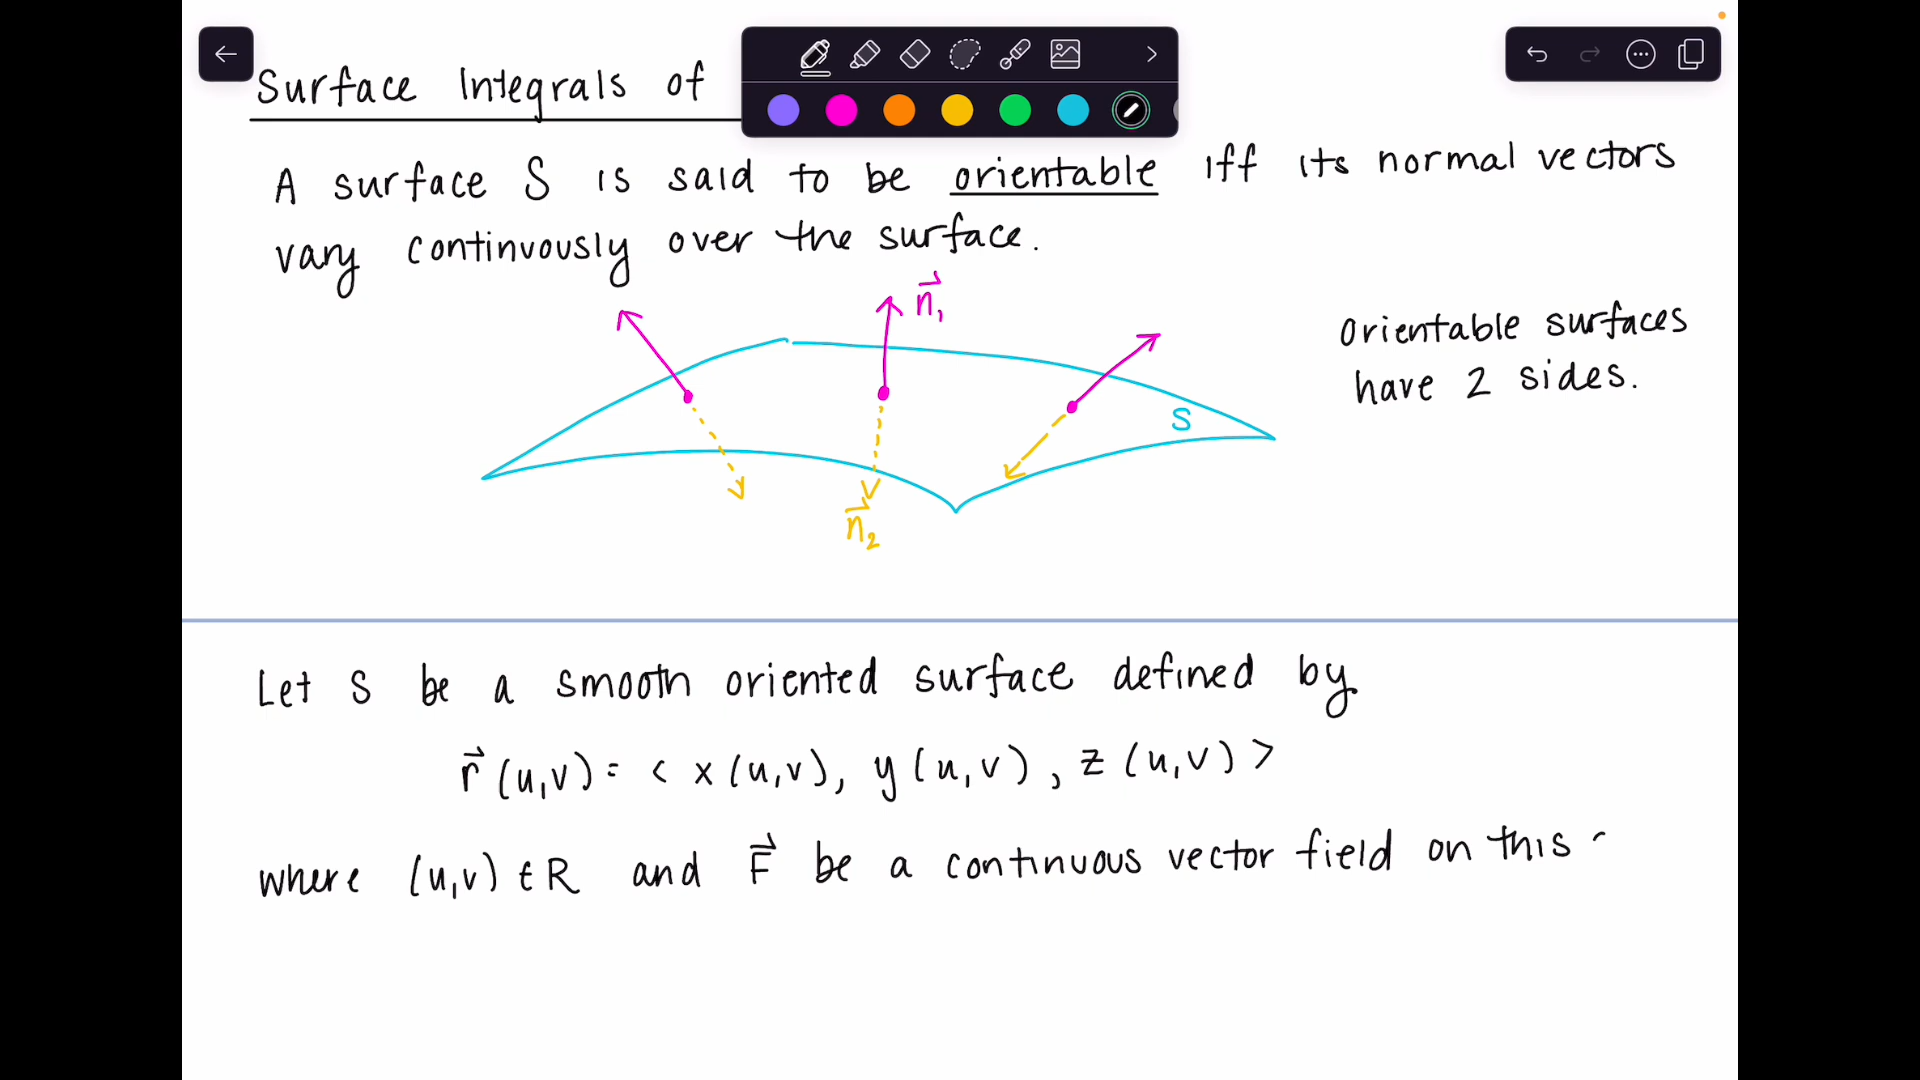 Surface Integrals of
A surface S is said to be orientable iff its normal vectors
vary continuously over the surface.
n⃗₁
orientable surfaces
have 2 sides.
S
n⃗₂
Let S be a smooth oriented surface defined by
r⃗(u,v) = < x(u,v), y(u,v), z(u,v) >
where (u,v) ∈ R and F⃗ be a continuous vector field on this